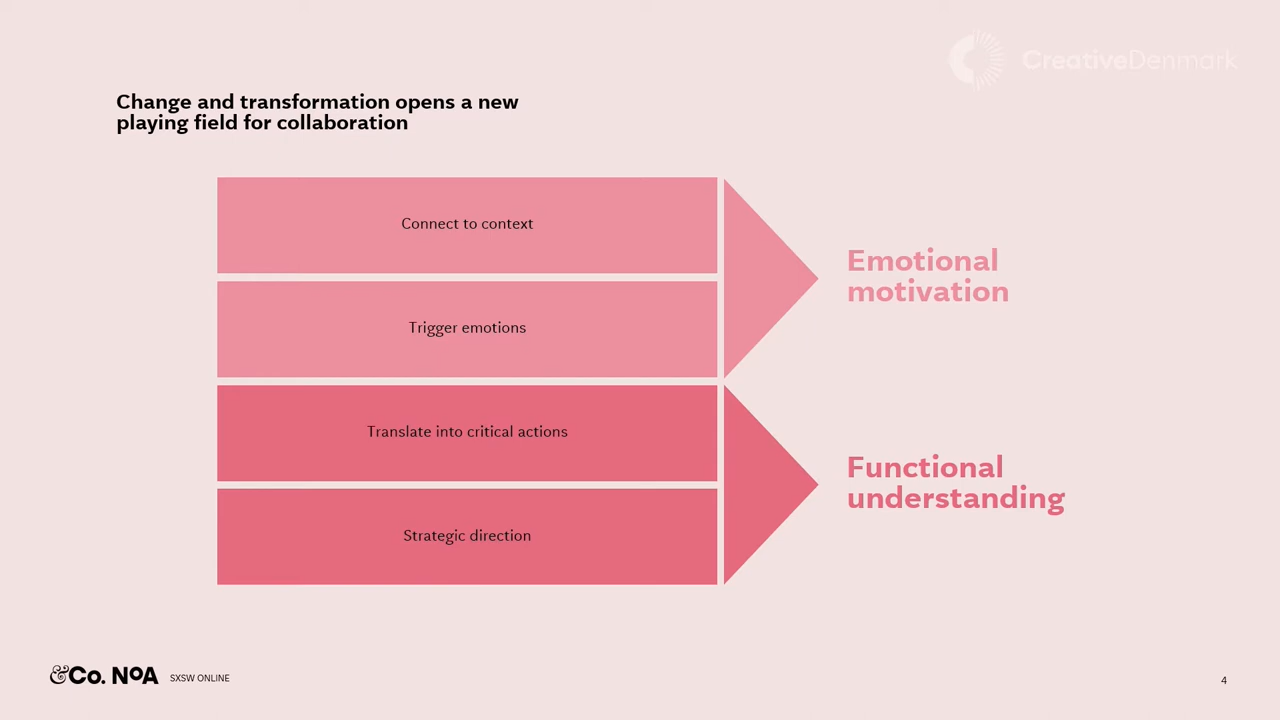 CreativeDenmark
Change and transformation opens a new
playing field for collaboration
Connect to context
Trigger emotions
Translate into critical actions
Strategic direction
Emotional
motivation
Functional
understanding
&Co. NoA SXSW ONLINE
4